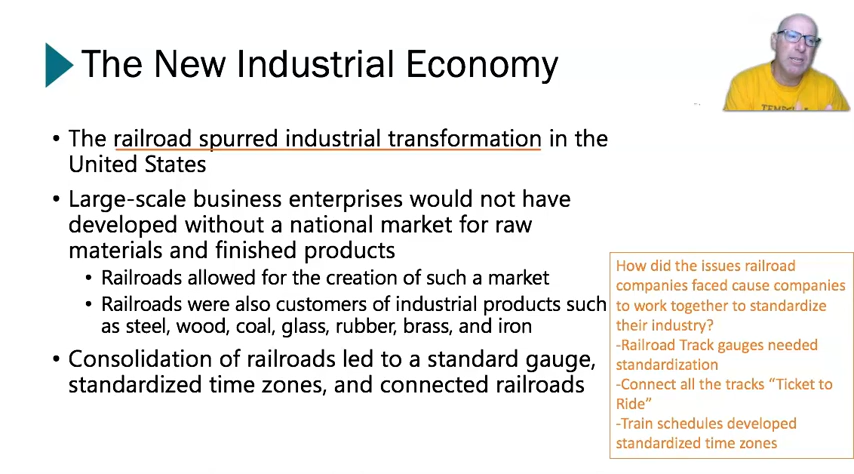 The New Industrial Economy
• The railroad spurred industrial transformation in the
United States
• Large-scale business enterprises would not have
developed without a national market for raw
materials and finished products
• Railroads allowed for the creation of such a market
• Railroads were also customers of industrial products such
as steel, wood, coal, glass, rubber, brass, and iron
• Consolidation of railroads led to a standard gauge,
standardized time zones, and connected railroads
How did the issues railroad
companies faced cause companies
to work together to standardize
their industry?
-Railroad Track gauges needed
standardization
-Connect all the tracks “Ticket to
Ride”
-Train schedules developed
standardized time zones